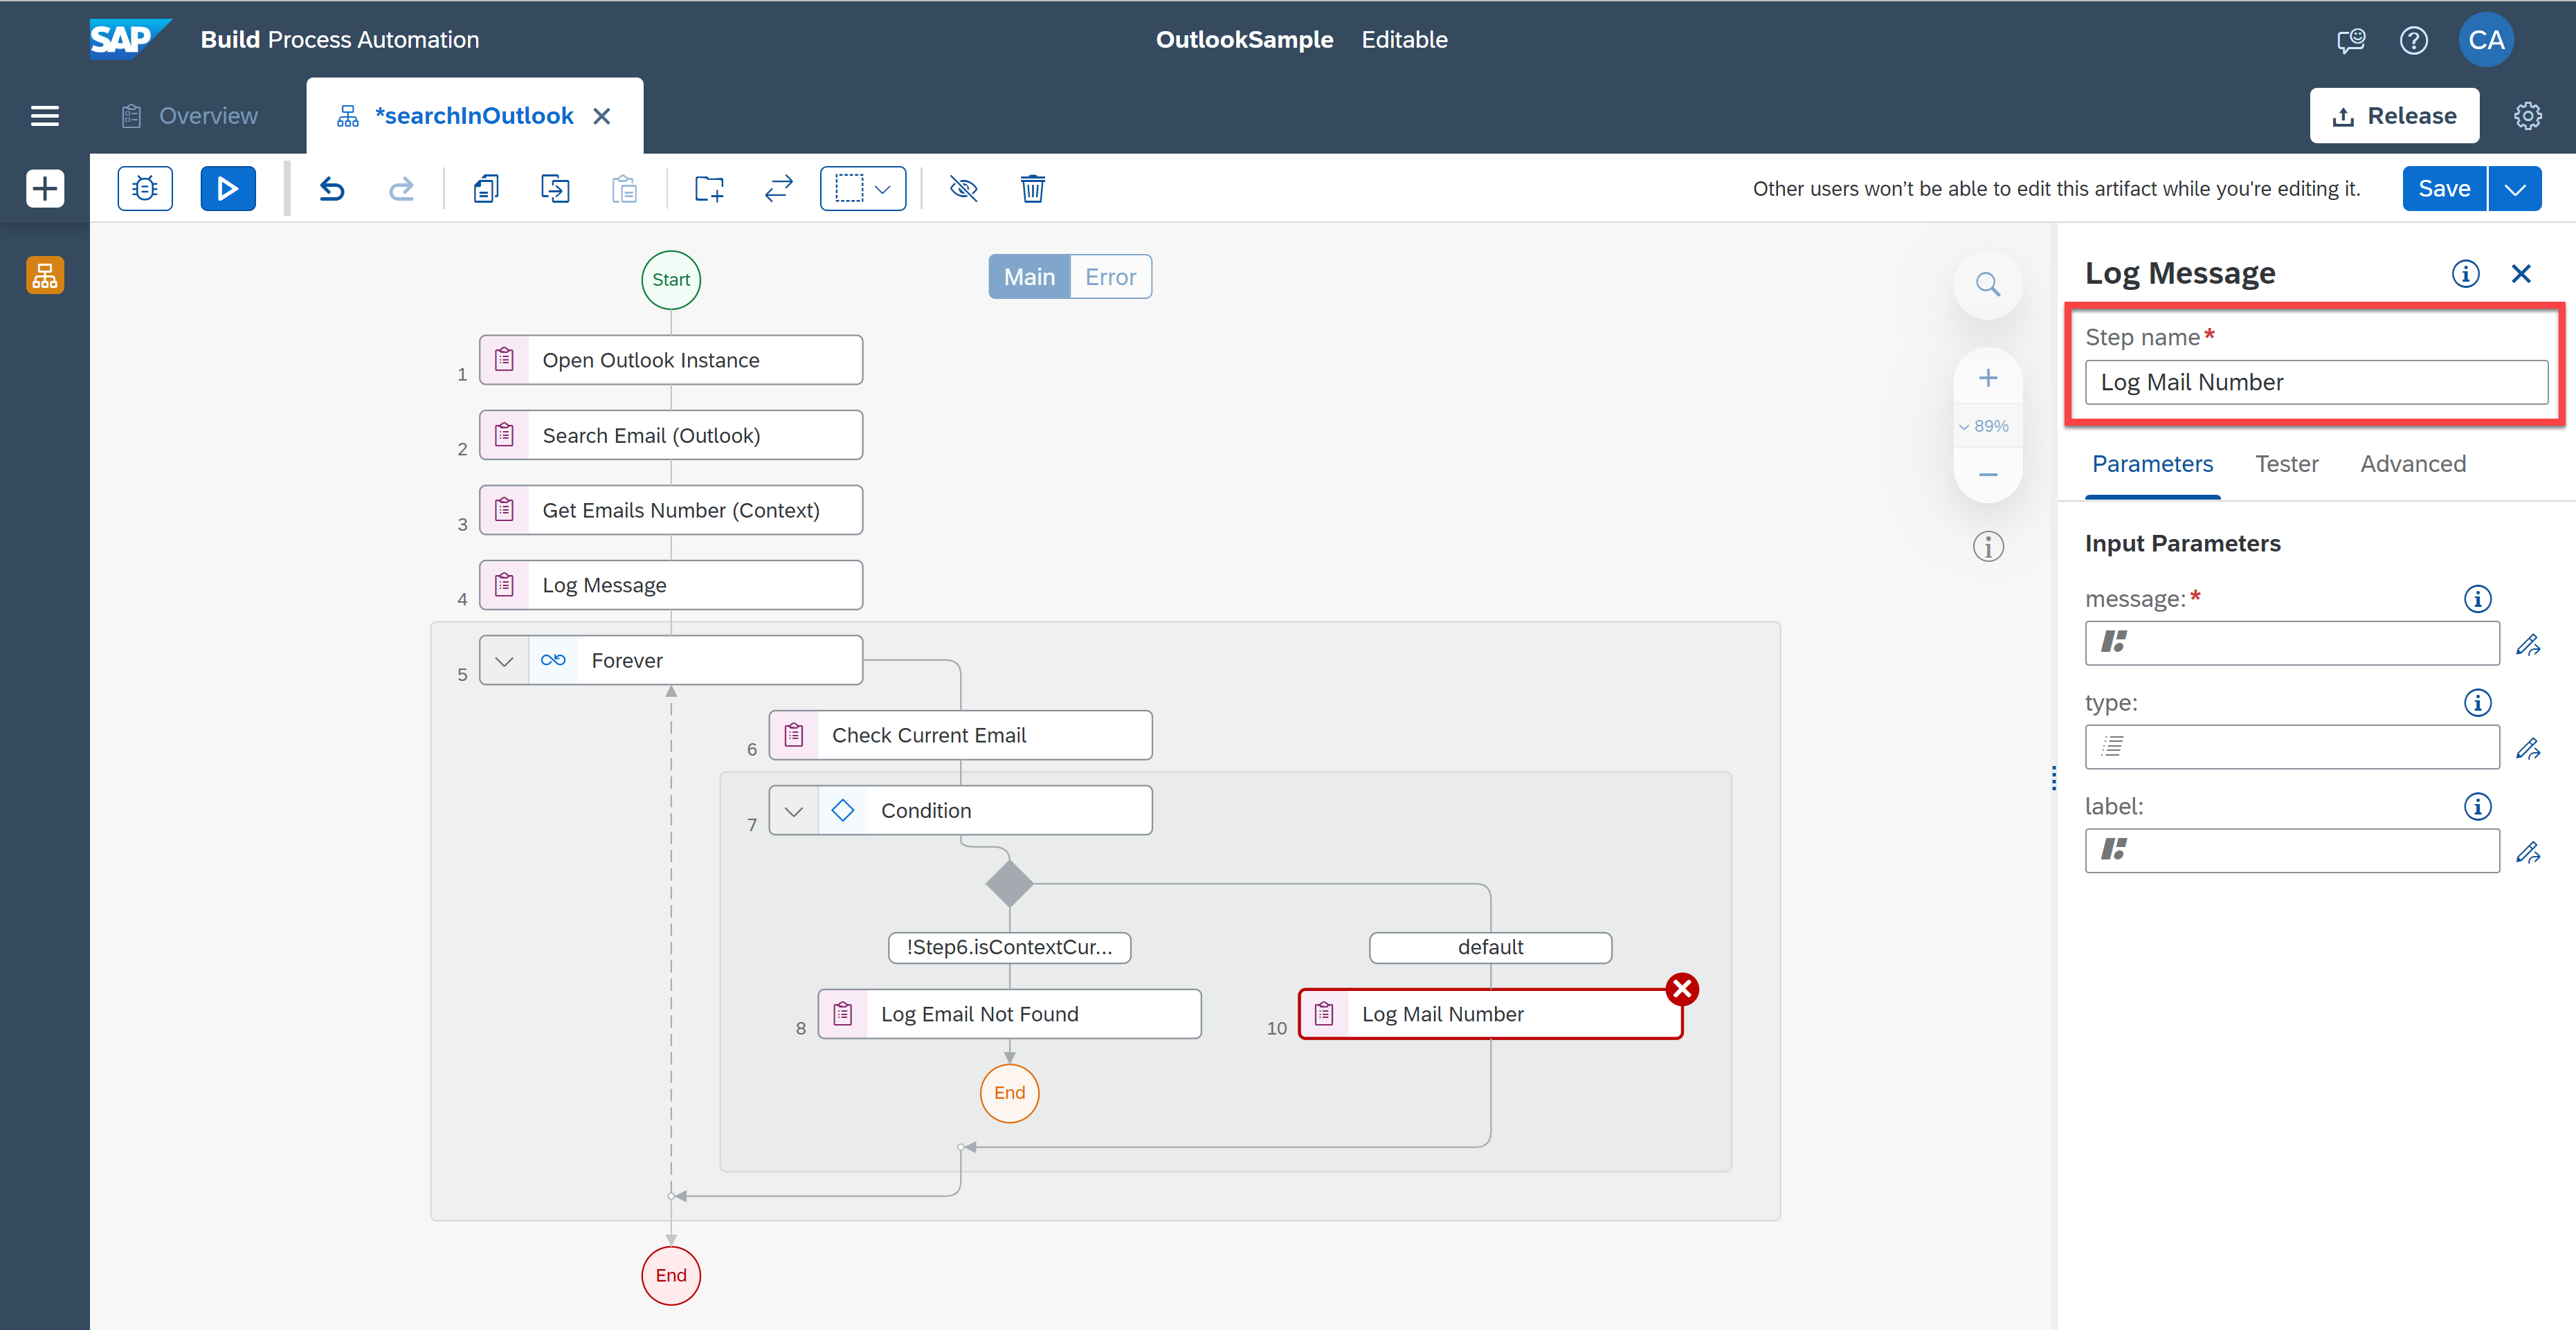 SAP Build Process Automation
OutlookSample Editable
CA
Overview
*searchInOutlook
Release
Other users won't be able to edit this artifact while you're editing it.
Save
Start
Main Error
1 Open Outlook Instance
2 Search Email (Outlook)
3 Get Emails Number (Context)
4 Log Message
5 Forever
6 Check Current Email
7 Condition
!Step6.isContextCur...
default
8 Log Email Not Found
10 Log Mail Number
End
End
89%
Log Message
Step name*
Log Mail Number
Parameters Tester Advanced
Input Parameters
message:*
type:
label: